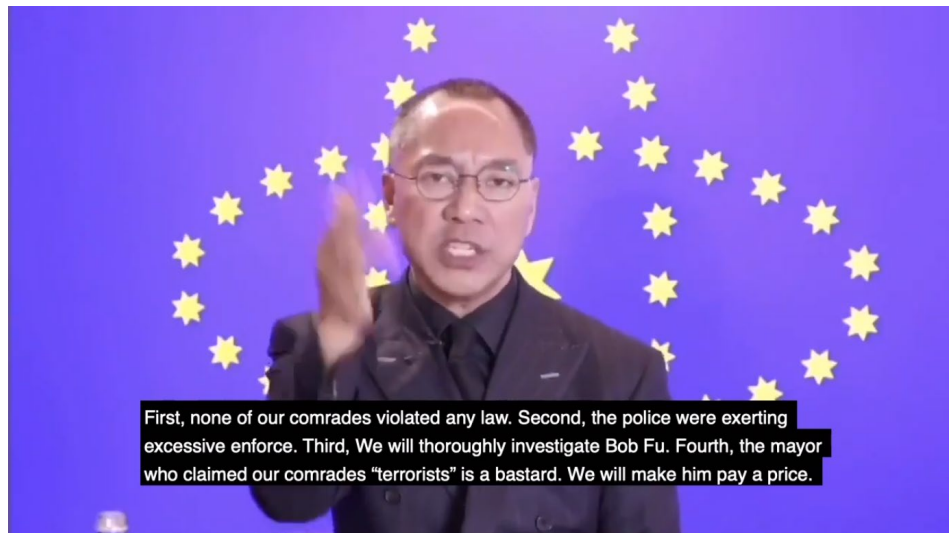 First, none of our comrades violated any law. Second, the police were exerting
excessive enforce. Third, We will thoroughly investigate Bob Fu. Fourth, the mayor
who claimed our comrades “terrorists” is a bastard. We will make him pay a price.